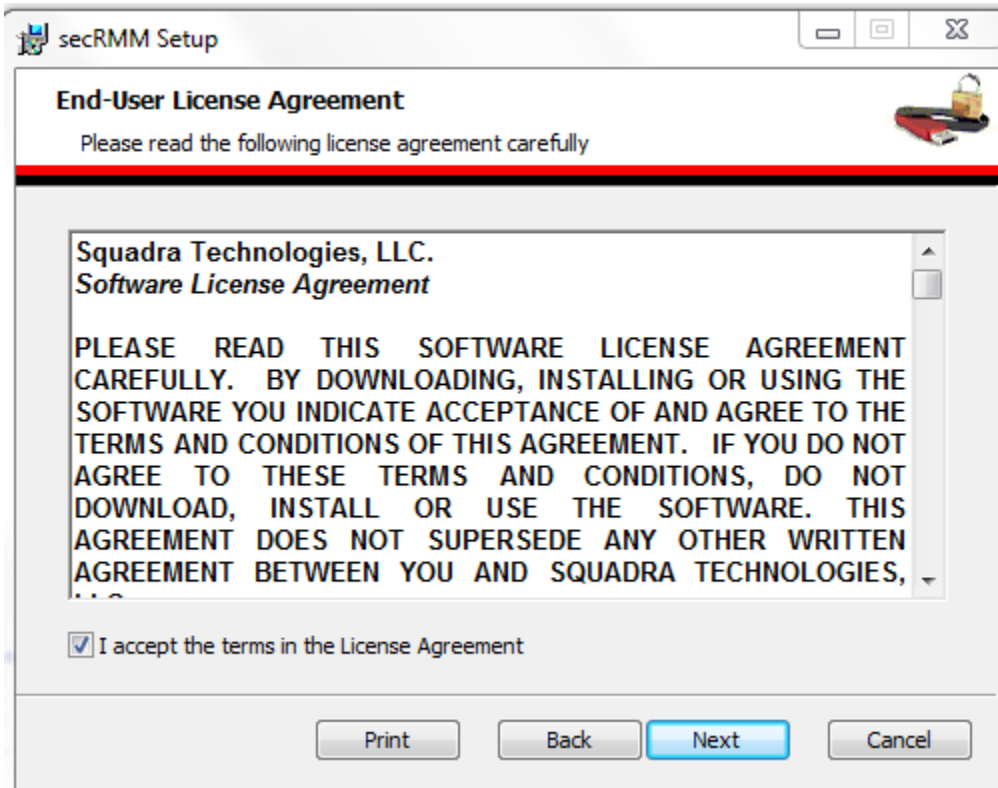 secRMM Setup
End-User License Agreement
Please read the following license agreement carefully
Squadra Technologies, LLC.
Software License Agreement
PLEASE READ THIS SOFTWARE LICENSE AGREEMENT
CAREFULLY. BY DOWNLOADING, INSTALLING OR USING THE
SOFTWARE YOU INDICATE ACCEPTANCE OF AND AGREE TO THE
TERMS AND CONDITIONS OF THIS AGREEMENT. IF YOU DO NOT
AGREE TO THESE TERMS AND CONDITIONS, DO NOT
DOWNLOAD, INSTALL OR USE THE SOFTWARE. THIS
AGREEMENT DOES NOT SUPERSEDE ANY OTHER WRITTEN
AGREEMENT BETWEEN YOU AND SQUADRA TECHNOLOGIES,
I accept the terms in the License Agreement
Print Back Next Cancel